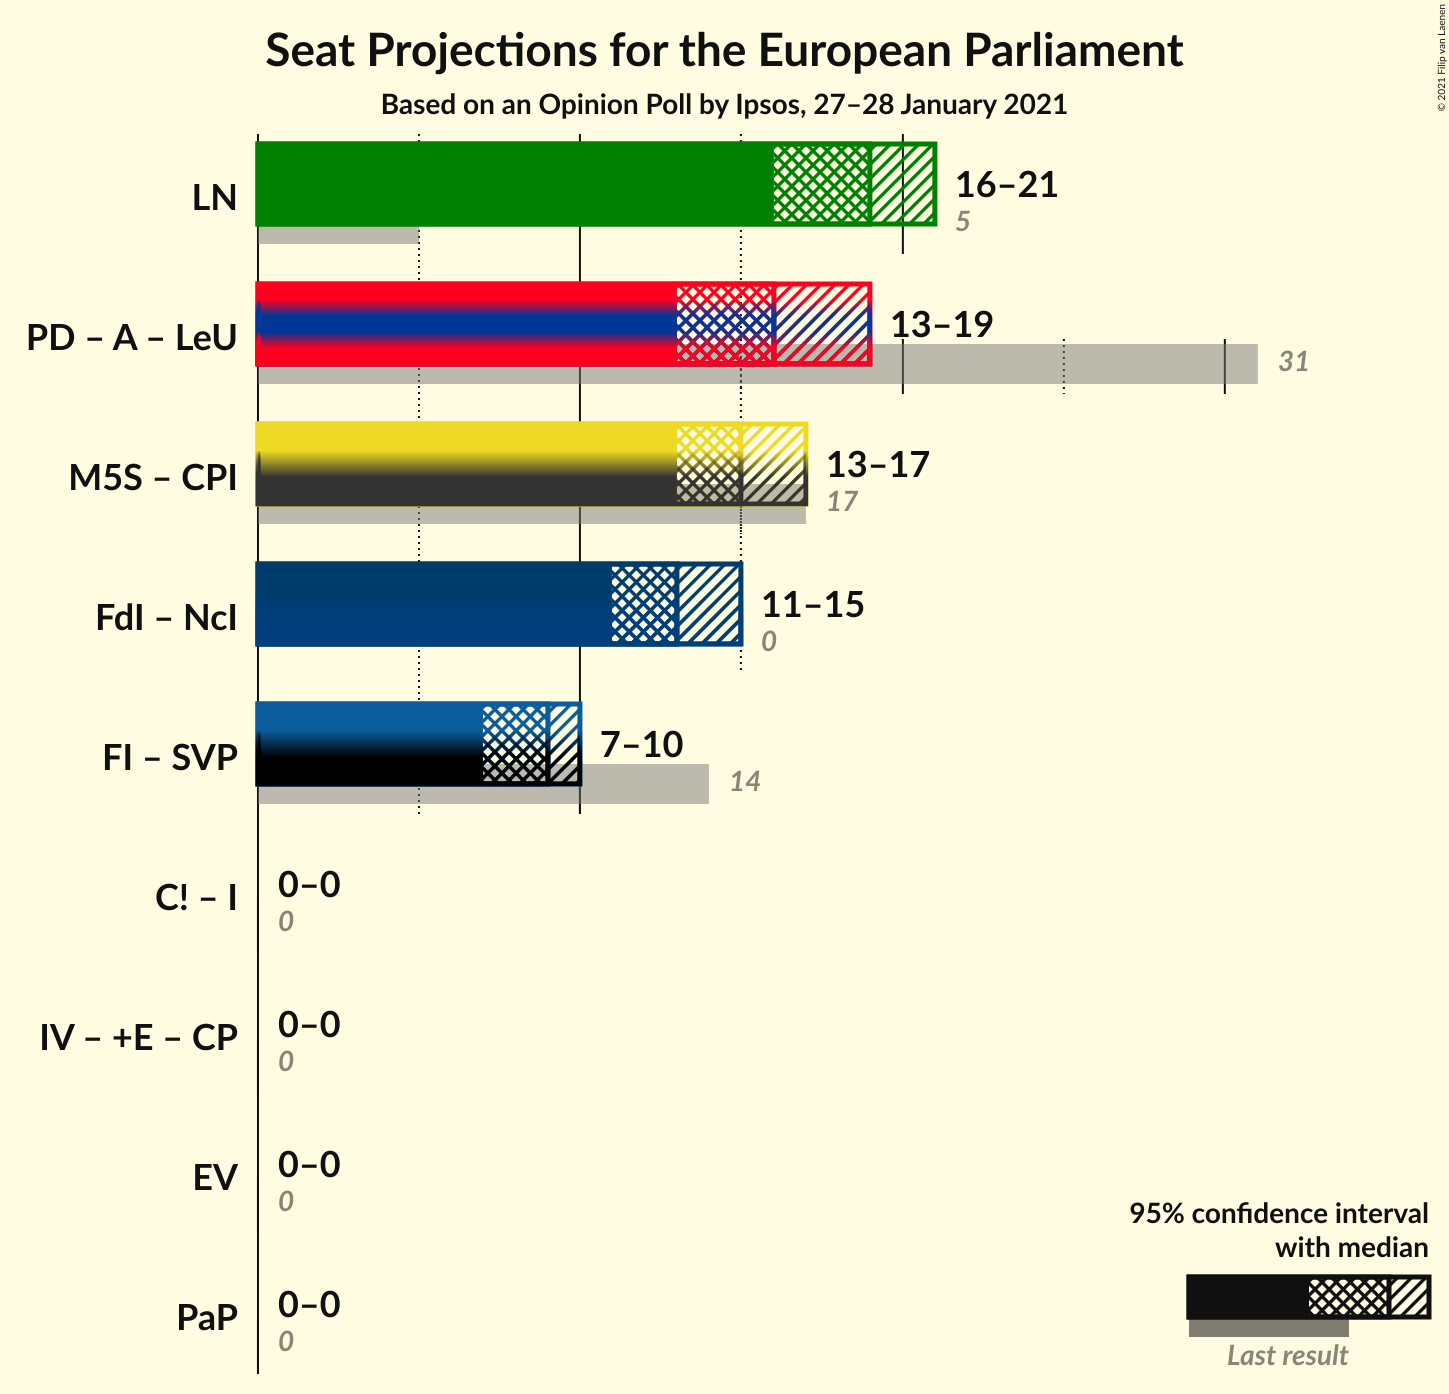 Seat Projections for the European Parliament
Based on an Opinion Poll by Ipsos, 27–28 January 2021
© 2021 Filip van Laenen
LN
16–21
5
PD – A – LeU
13–19
31
M5S – CPI
13–17
17
FdI – NcI
11–15
0
FI – SVP
7–10
14
C! – I
0–0
0
IV – +E – CP
0–0
0
EV
0–0
0
PaP
0–0
0
95% confidence interval
with median
Last result